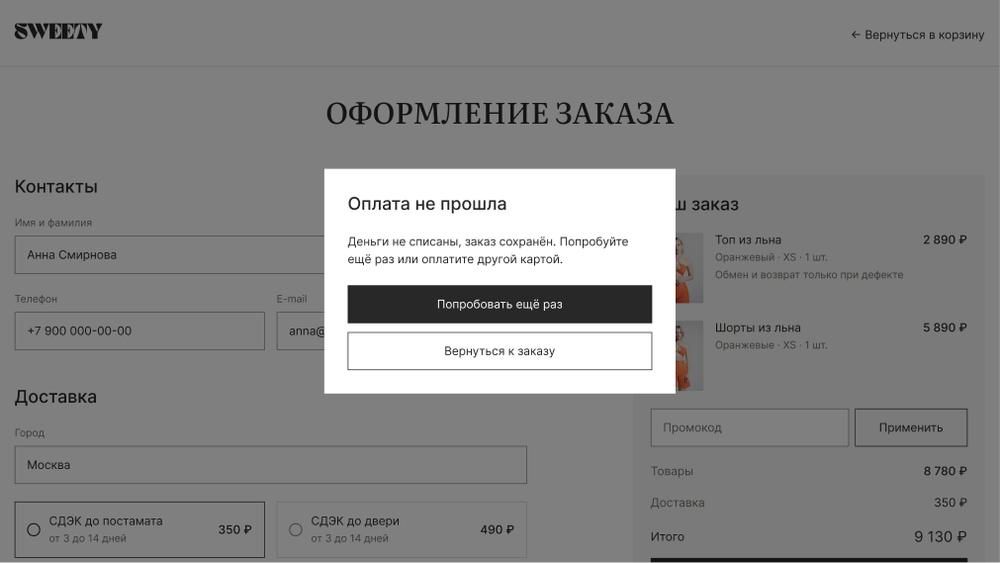 SWEETY
← Вернуться в корзину
ОФОРМЛЕНИЕ ЗАКАЗА
Контакты
Имя и фамилия
Анна Смирнова
Телефон
E-mail
+7 900 000-00-00
anna@
Доставка
Город
Москва
СДЭК до постамата
от 3 до 14 дней
350 ₽
СДЭК до двери
от 3 до 14 дней
490 ₽
Оплата не прошла
Деньги не списаны, заказ сохранён. Попробуйте
ещё раз или оплатите другой картой.
Попробовать ещё раз
Вернуться к заказу
ш заказ
Топ из льна
2 890 ₽
Оранжевый · XS · 1 шт.
Обмен и возврат только при дефекте
Шорты из льна
5 890 ₽
Оранжевые · XS · 1 шт.
Промокод
Применить
Товары
8 780 ₽
Доставка
350 ₽
Итого
9 130 ₽